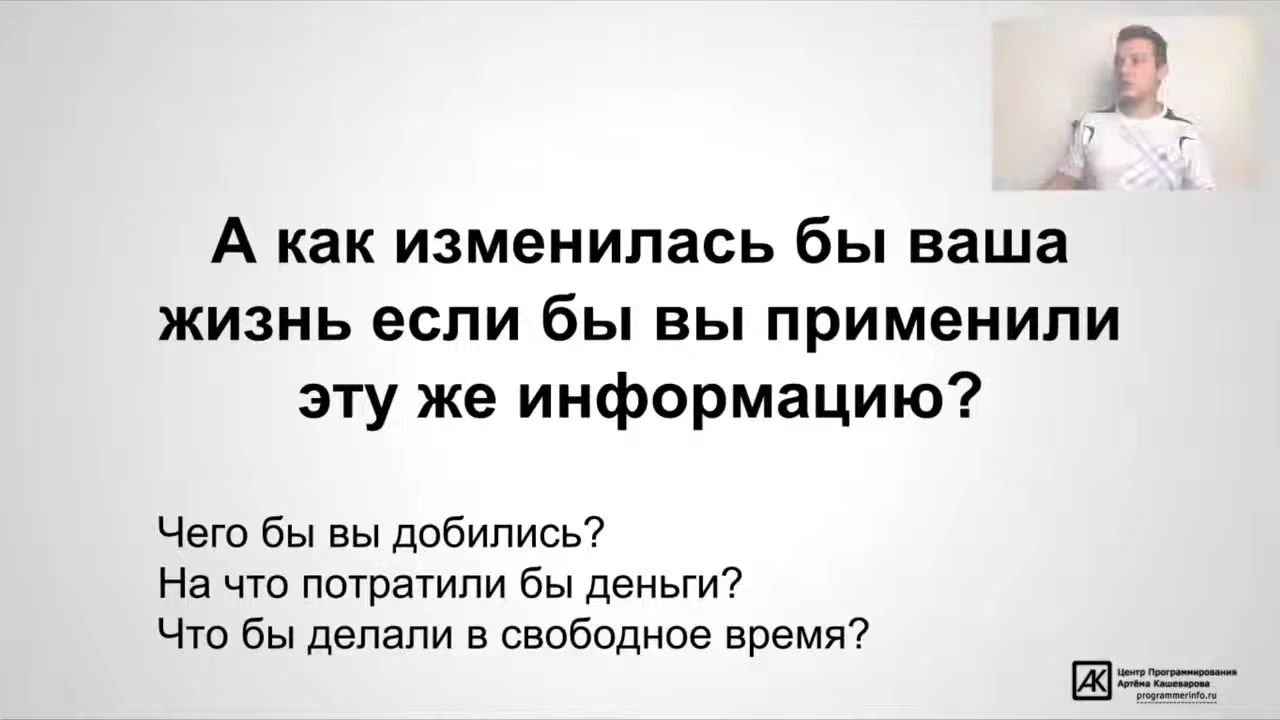 А как изменилась бы ваша
жизнь если бы вы применили
эту же информацию?
Чего бы вы добились?
На что потратили бы деньги?
Что бы делали в свободное время?
АК
Центр Программирования
Артёма Кашеварова
programmerinfo.ru